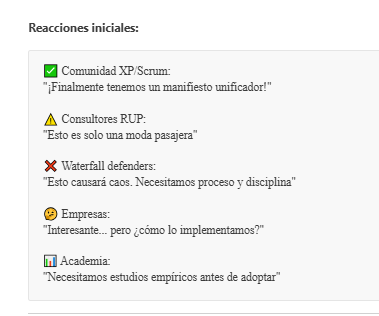 Reacciones iniciales:
✅ Comunidad XP/Scrum:
"¡Finalmente tenemos un manifiesto unificador!"
⚠️ Consultores RUP:
"Esto es solo una moda pasajera"
❌ Waterfall defenders:
"Esto causará caos. Necesitamos proceso y disciplina"
🤔 Empresas:
"Interesante... pero ¿cómo lo implementamos?"
📊 Academia:
"Necesitamos estudios empíricos antes de adoptar"